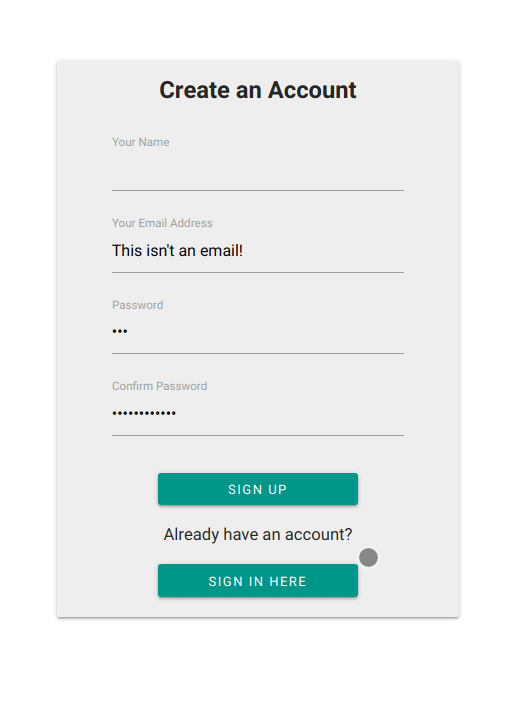 Create an Account
Your Name
Your Email Address
This isn't an email!
Password
•••
Confirm Password
••••••••••••
SIGN UP
Already have an account?
SIGN IN HERE